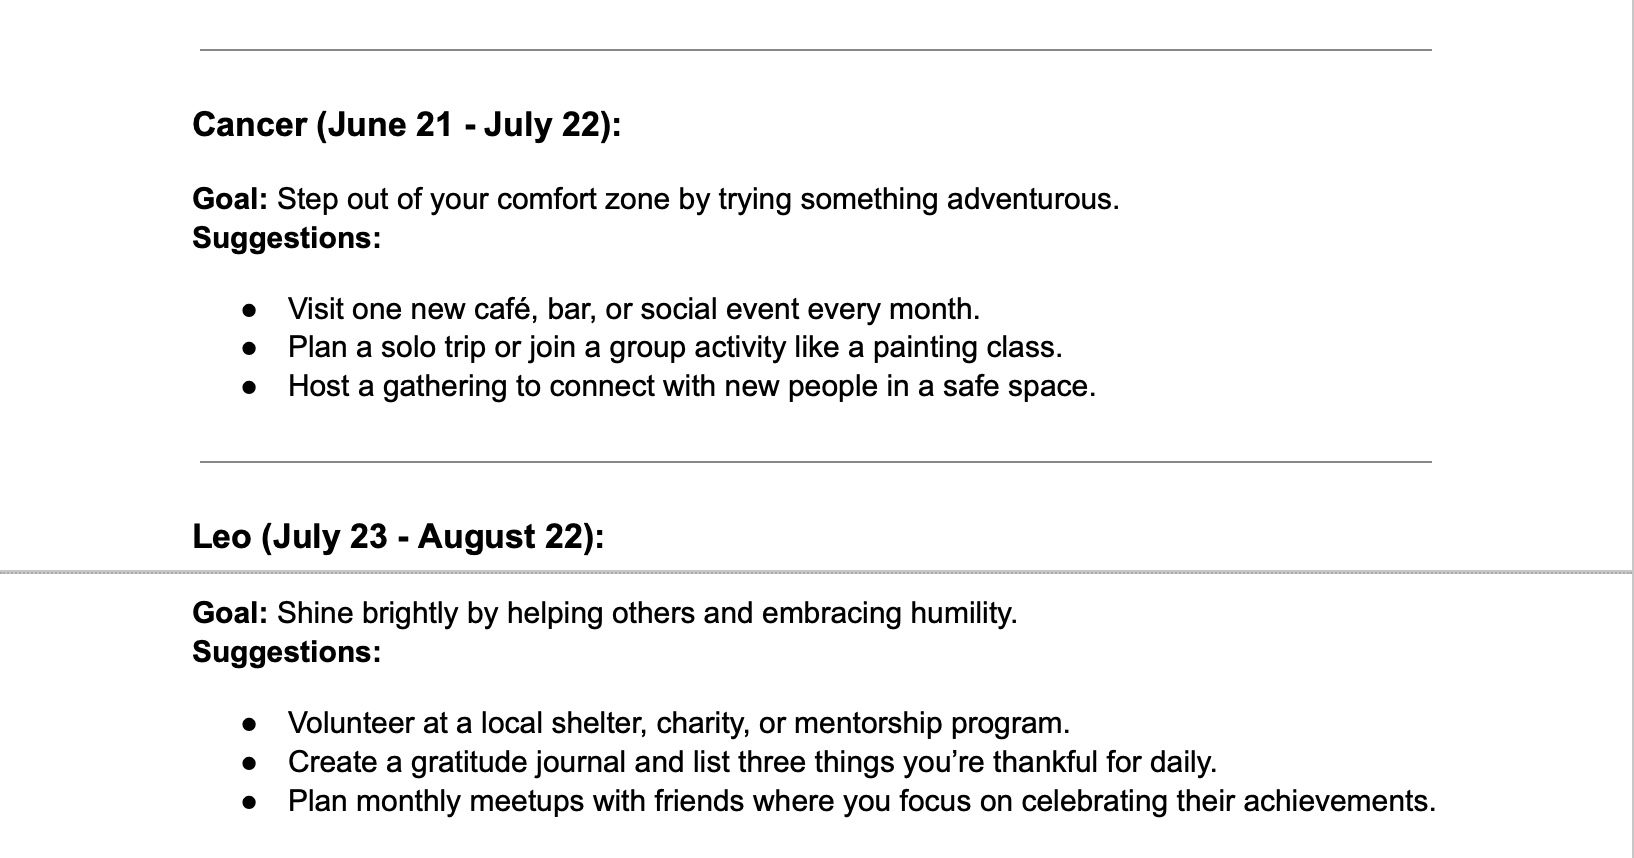 Cancer (June 21 - July 22):
Goal: Step out of your comfort zone by trying something adventurous.
Suggestions:
● Visit one new café, bar, or social event every month.
● Plan a solo trip or join a group activity like a painting class.
● Host a gathering to connect with new people in a safe space.
Leo (July 23 - August 22):
Goal: Shine brightly by helping others and embracing humility.
Suggestions:
● Volunteer at a local shelter, charity, or mentorship program.
● Create a gratitude journal and list three things you’re thankful for daily.
● Plan monthly meetups with friends where you focus on celebrating their achievements.